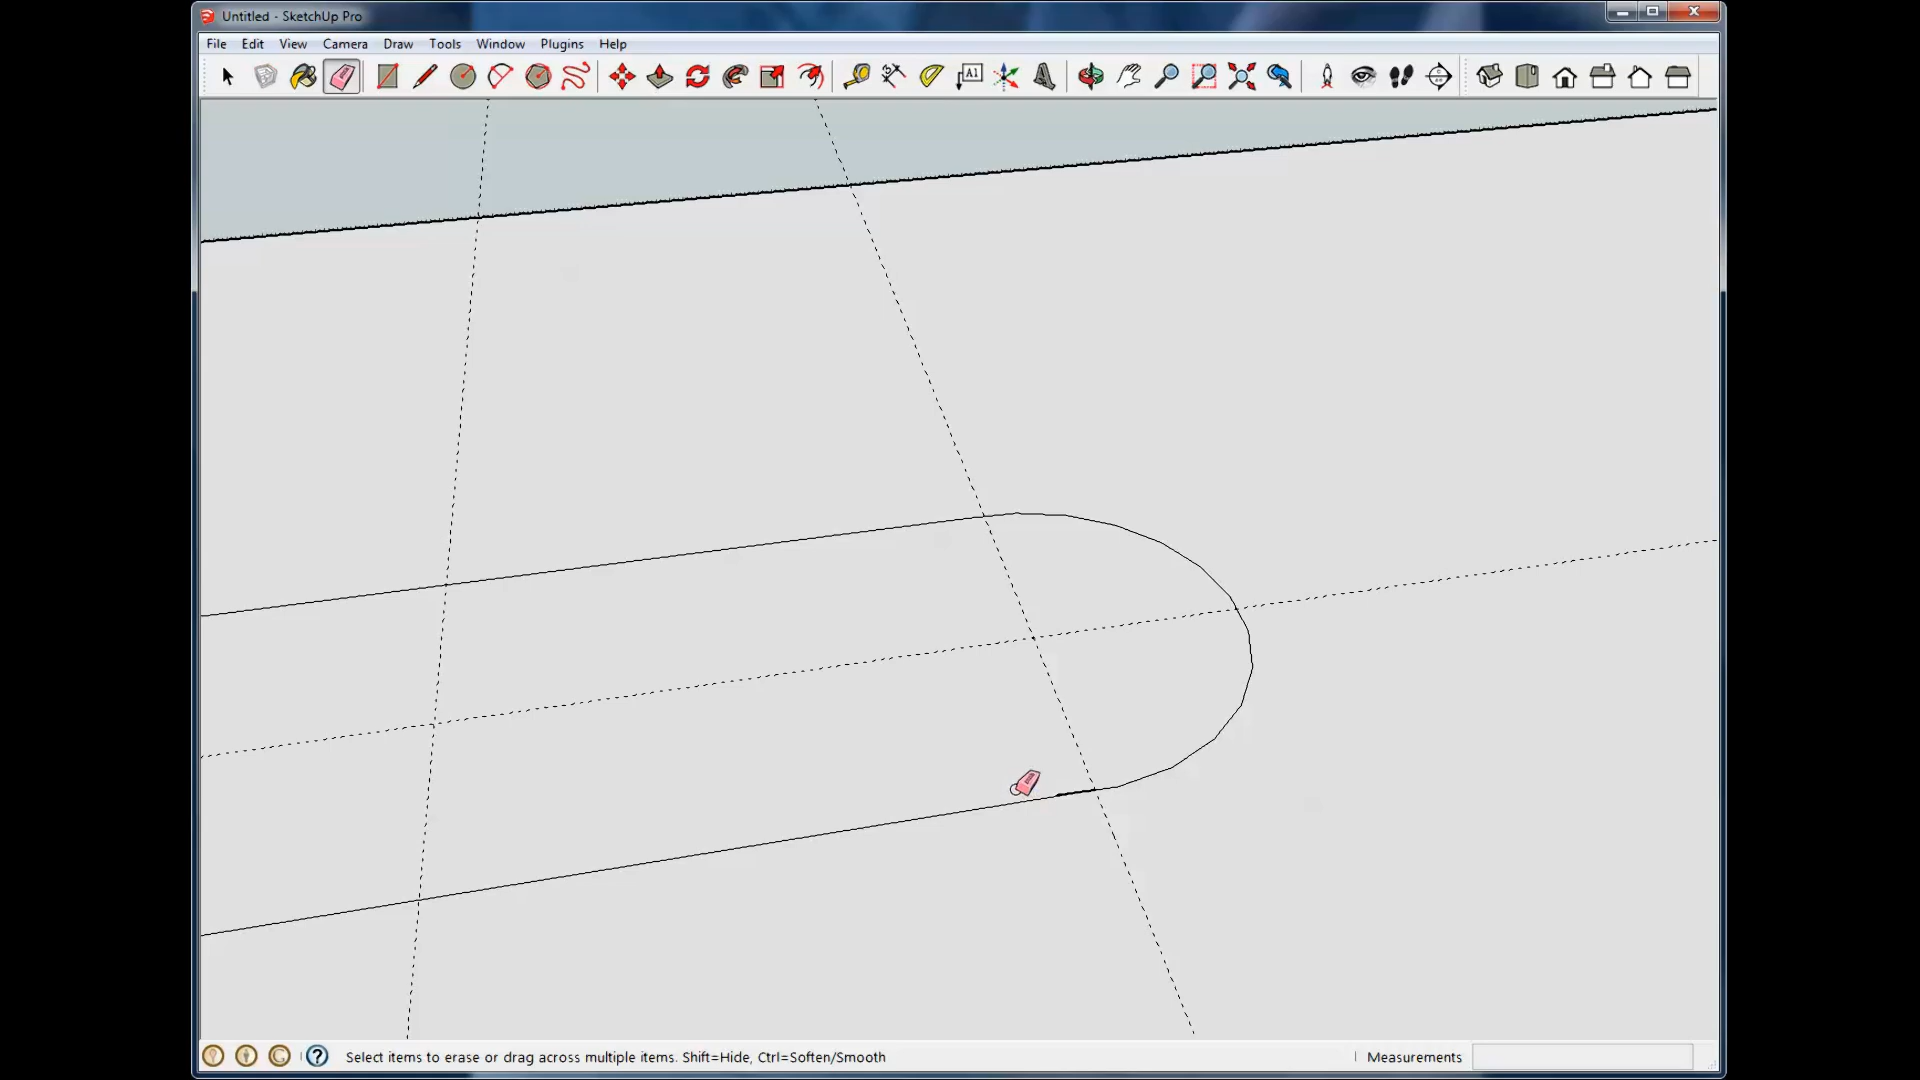 Untitled - SketchUp Pro
File Edit View Camera Draw Tools Window Plugins Help
A1
Select items to erase or drag across multiple items. Shift=Hide, Ctrl=Soften/Smooth
Measurements